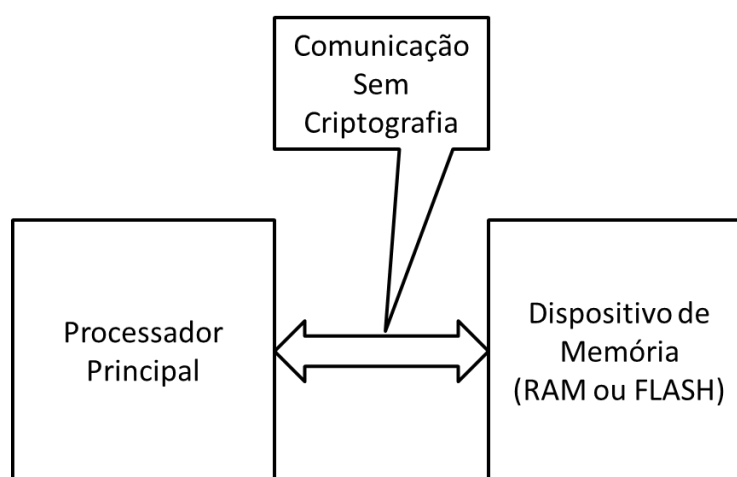 Comunicação
Sem
Criptografia
Processador
Principal
Dispositivo de
Memória
(RAM ou FLASH)